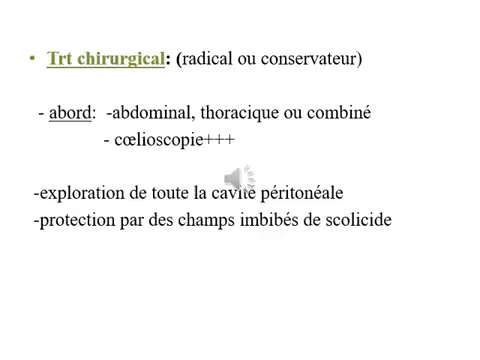 • Trt chirurgical: (radical ou conservateur)
- abord: -abdominal, thoracique ou combiné
- cœlioscopie+++
-exploration de toute la cavité péritonéale
-protection par des champs imbibés de scolicide